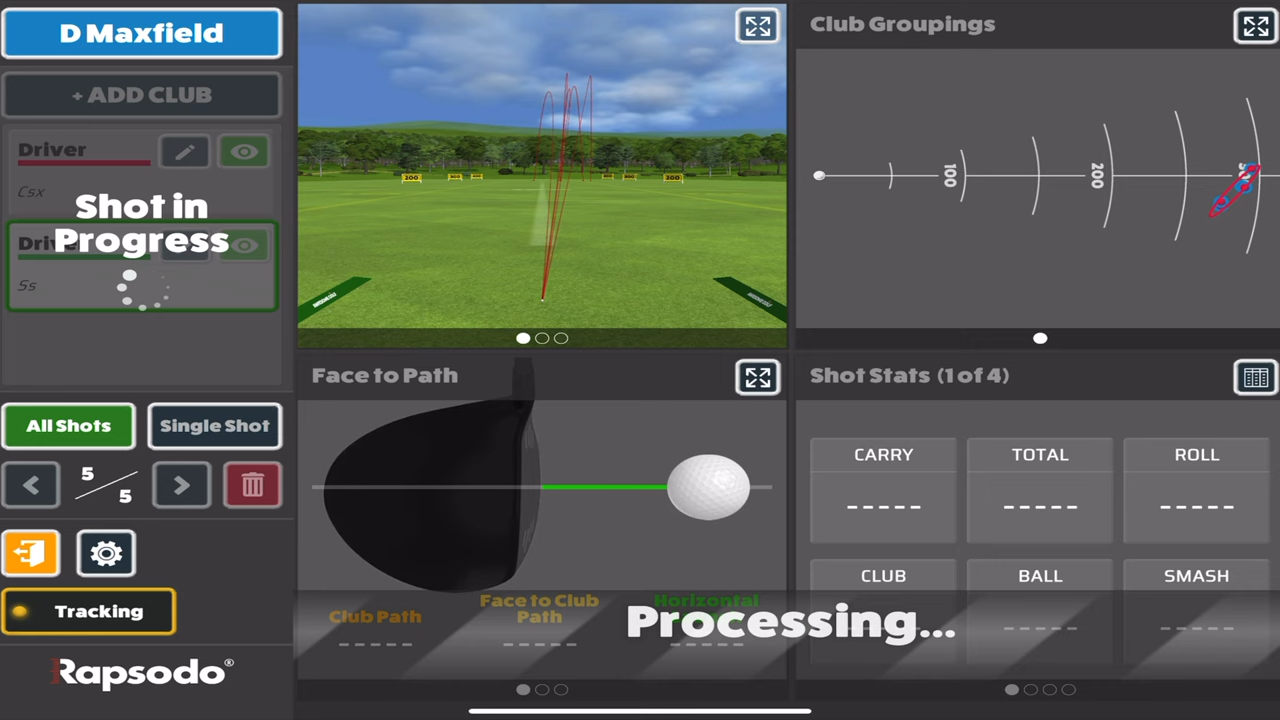 D Maxfield
+ ADD CLUB
Driver
Csx
Shot in
Progress
Ss
All Shots
Single Shot
5
5
Tracking
Rapsodo®
200
300
300
200
Club Groupings
100
200
Face to Path
Club Path
Face to Club
Path
Horizontal
-----
-----
-----
Processing...
Shot Stats (1 of 4)
CARRY
TOTAL
ROLL
-----
-----
-----
CLUB
BALL
SMASH
-----
-----